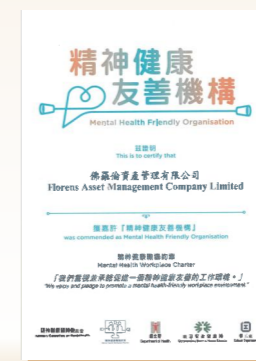 精神健康
友善機構
Mental Health Friendly Organisation
茲證明
This is to certify that
佛羅倫資產管理有限公司
Florens Asset Management Company Limited
獲嘉許「精神健康友善機構」
was commended as Mental Health Friendly Organisation
精神健康職場約章
Mental Health Workplace Charter
「我們重視並承諾促進一個精神健康友善的工作環境。」
"We value and pledge to promote a mental health-friendly workplace environment."
Department of Health